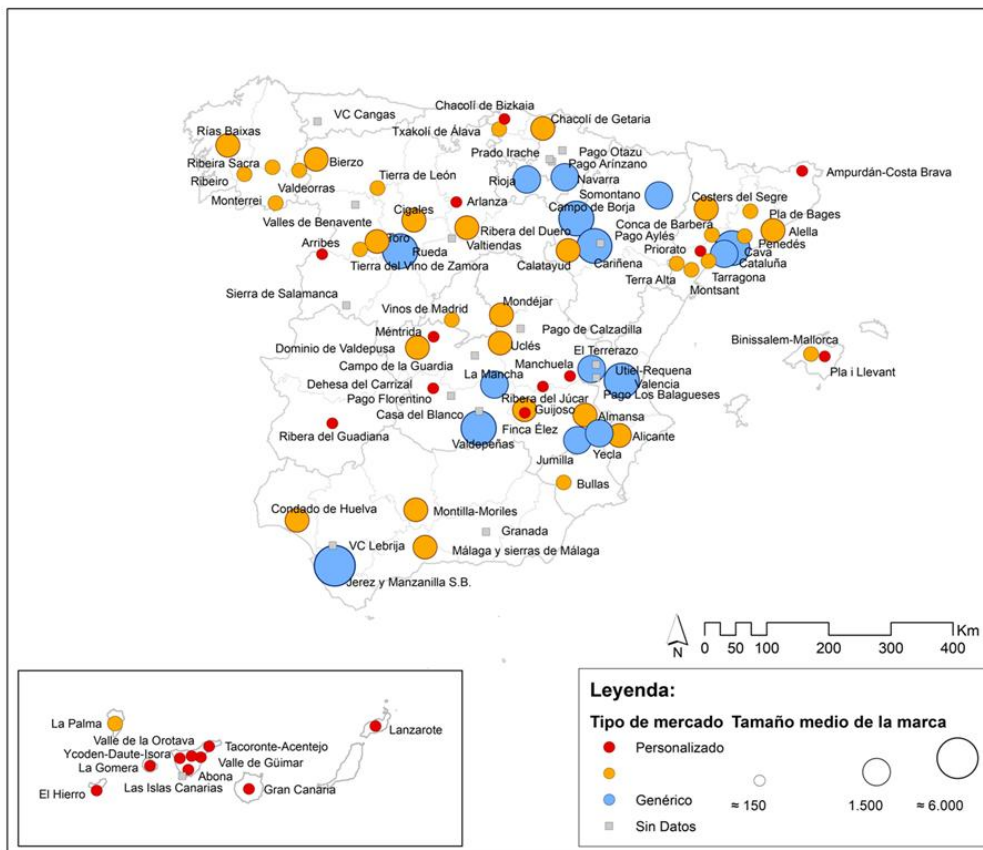 VC Cangas
Chacolí de Bizkaia
Txakolí de Álava
Chacolí de Getaria
Rías Baixas
Ribeira Sacra
Ribeiro
Bierzo
Prado Irache
Pago Otazu
Pago Arínzano
Navarra
Rioja
Somontano
Ampurdán-Costa Brava
Monterrei
Valdeorras
Tierra de León
Arlanza
Campo de Borja
Costers del Segre
Pla de Bages
Valles de Benavente
Cigales
Ribera del Duero
Conca de Barberá
Alella
Arribes
Toro
Valtiendas
Pago Aylés
Penedés
Rueda
Priorato
Cava
Tierra del Vino de Zamora
Calatayud
Cariñena
Cataluña
Terra Alta
Tarragona
Montsant
Sierra de Salamanca
Vinos de Madrid
Mondéjar
Méntrida
Pago de Calzadilla
Binissalem-Mallorca
Dominio de Valdepusa
Uclés
El Terrerazo
Campo de la Guardia
Manchuela
Utiel-Requena
Pla i Llevant
La Mancha
Valencia
Dehesa del Carrizal
Ribera del Júcar
Pago Los Balagueses
Pago Florentino
Guijoso
Casa del Blanco
Almansa
Ribera del Guadiana
Finca Élez
Alicante
Valdepeñas
Yecla
Jumilla
Bullas
Condado de Huelva
Montilla-Moriles
Granada
VC Lebrija
Málaga y sierras de Málaga
Jerez y Manzanilla S.B.
N
0 50 100 200 300 400
Km
La Palma
Valle de la Orotava
Tacoronte-Acentejo
Lanzarote
Ycoden-Daute-Isora
Valle de Güimar
La Gomera
Abona
El Hierro
Las Islas Canarias
Gran Canaria
Leyenda:
Tipo de mercado Tamaño medio de la marca
Personalizado
Genérico
≈ 150 1.500 ≈ 6.000
Sin Datos